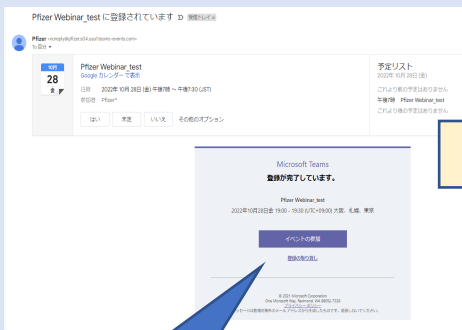 Pfizer Webinar_test に登録されています
受信トレイ×
Pfizer <noreply@pfizer.s04.usa1teams-events.com>
To 自分
10月
28
金
Pfizer Webinar_test
Google カレンダー で表示
日時 2022年 10月 28日 (金) 午後7時 ～ 午後7:30 (JST)
参加者 Pfizer*
はい 未定 いいえ その他のオプション
予定リスト
2022年 10月 28日 (金)
これより前の予定はありません
午後7時 Pfizer Webinar_test
これより後の予定はありません
Microsoft Teams
登録が完了しています。
Pfizer Webinar_test
2022年10月28日金 19:00 - 19:30 (UTC+09:00) 大阪、札幌、東京
イベントの参加
登録の取り消し
© 2021 Microsoft Corporation
One Microsoft Way, Redmond, WA 98052-7329
プライバシー ポリシー